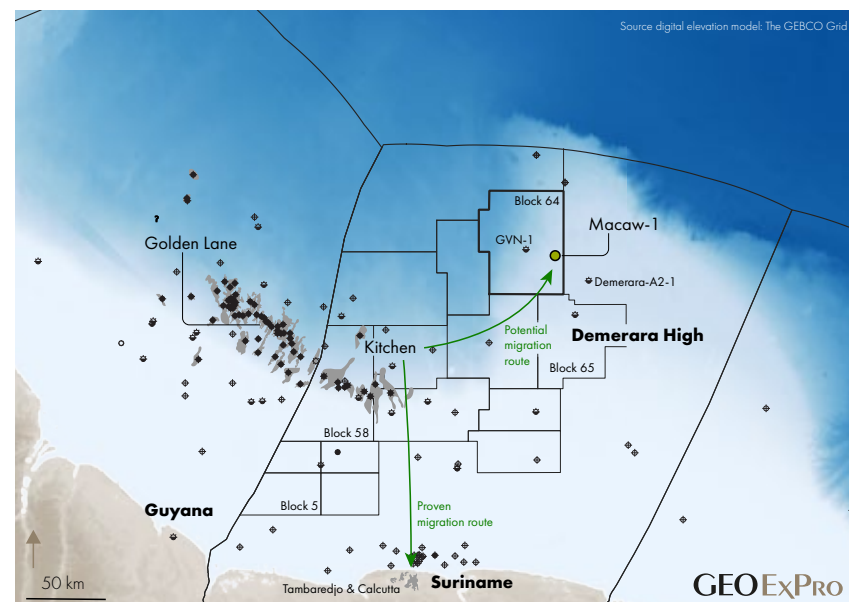 Source digital elevation model: The GEBCO Grid
Block 64
Macaw-1
GVN-1
?
Golden Lane
Demerara-A2-1
Potential
migration
route
Demerara High
Kitchen
Block 65
Block 58
Block 5
Proven
migration route
Guyana
50 km
Tambaredjo & Calcutta
Suriname
GEOExPro